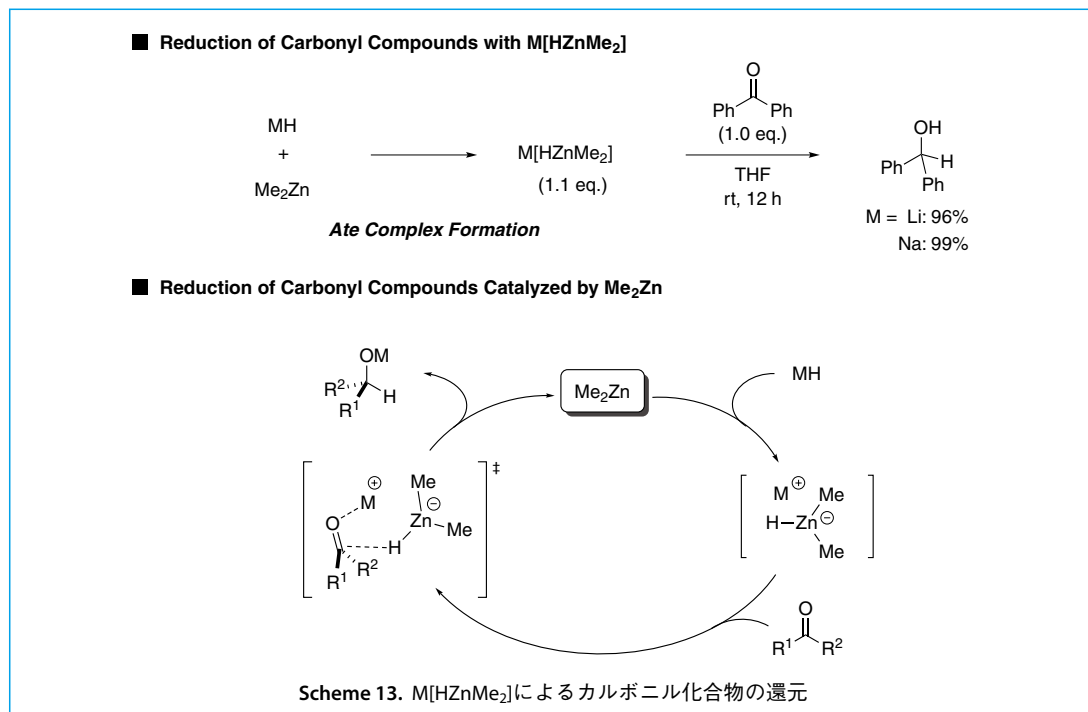 ■ Reduction of Carbonyl Compounds with M[HZnMe₂]
MH
+
Me₂Zn
M[HZnMe₂]
(1.1 eq.)
Ate Complex Formation
O
Ph Ph
(1.0 eq.)
THF
rt, 12 h
OH
Ph H
Ph
M = Li: 96%
Na: 99%
■ Reduction of Carbonyl Compounds Catalyzed by Me₂Zn
OM
R² H
R¹
Me₂Zn
MH
‡
M ⊕
O
R¹ R²
H
Me
Zn ⊖
Me
M ⊕
Me
H Zn ⊖
Me
O
R¹ R²
Scheme 13. M[HZnMe₂]によるカルボニル化合物の還元